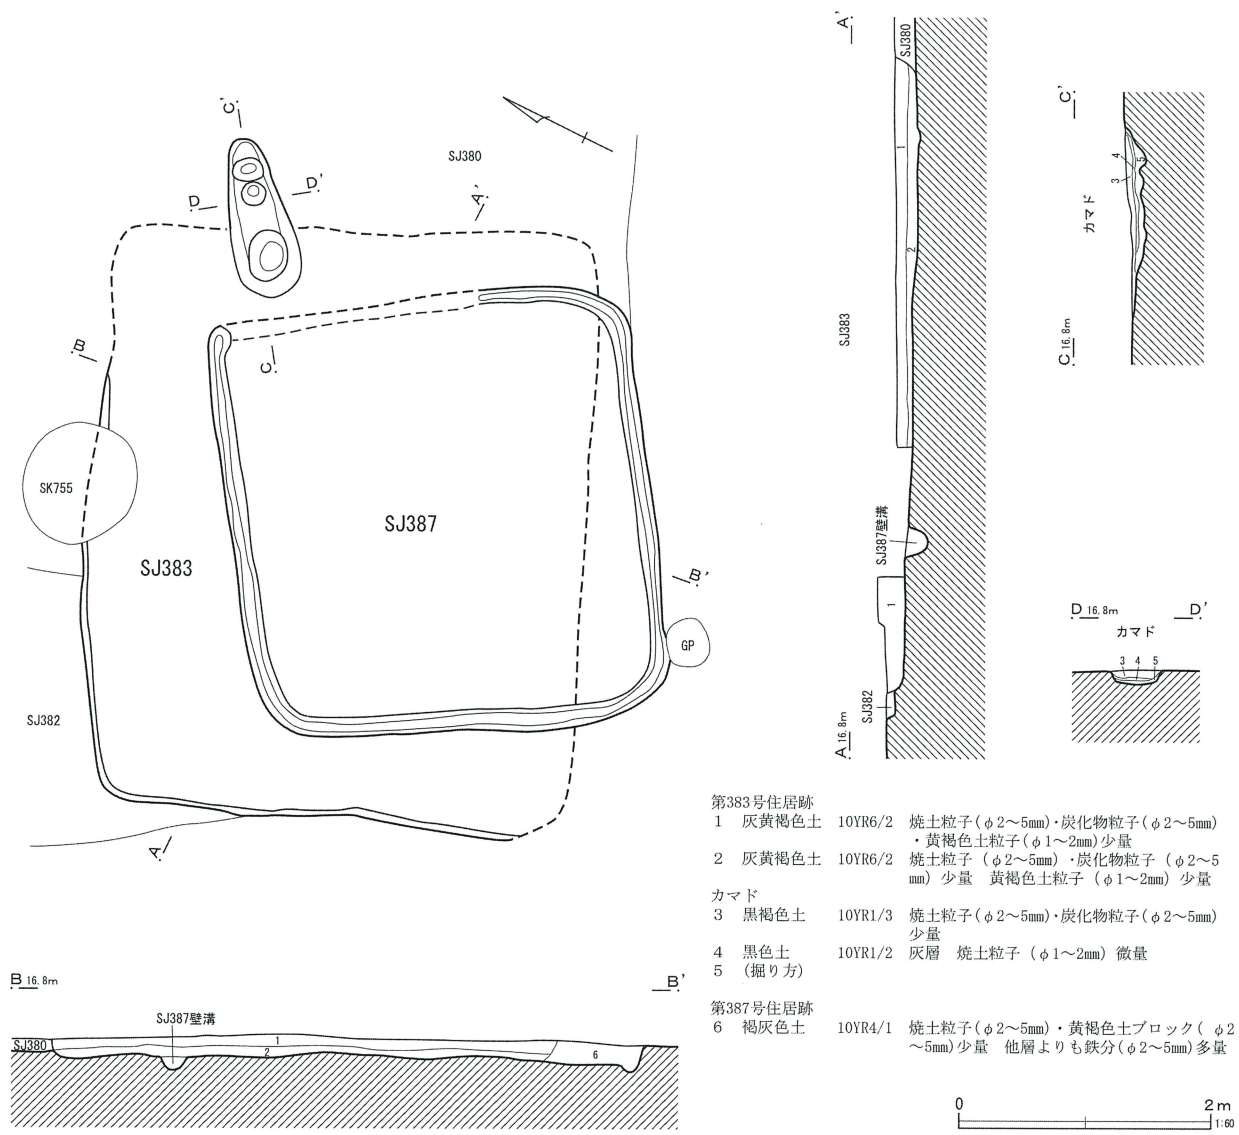 C'
SJ380
D
D'
A'
B
C
SK755
SJ387
SJ383
B'
GP
SJ382
A
A'
SJ380
1
2
SJ383
SJ387壁溝
1
SJ382
A 16.8m
C'
4
5
3
カマド
C 16.8m
D 16.8m D'
カマド
3 4 5
第383号住居跡
1 灰黄褐色土 10YR6/2 焼土粒子(φ2～5mm)・炭化物粒子(φ2～5mm)
・黄褐色土粒子(φ1～2mm)少量
2 灰黄褐色土 10YR6/2 焼土粒子(φ2～5mm)・炭化物粒子(φ2～5
mm)少量 黄褐色土粒子(φ1～2mm)少量
カマド
3 黒褐色土 10YR1/3 焼土粒子(φ2～5mm)・炭化物粒子(φ2～5mm)
少量
4 黒色土 10YR1/2 灰層 焼土粒子(φ1～2mm)微量
5 (掘り方)
第387号住居跡
6 褐灰色土 10YR4/1 焼土粒子(φ2～5mm)・黄褐色土ブロック(φ2
～5mm)少量 他層よりも鉄分(φ2～5mm)多量
B 16.8m B'
SJ387壁溝
SJ380
1
2
6
0 2m
1:60